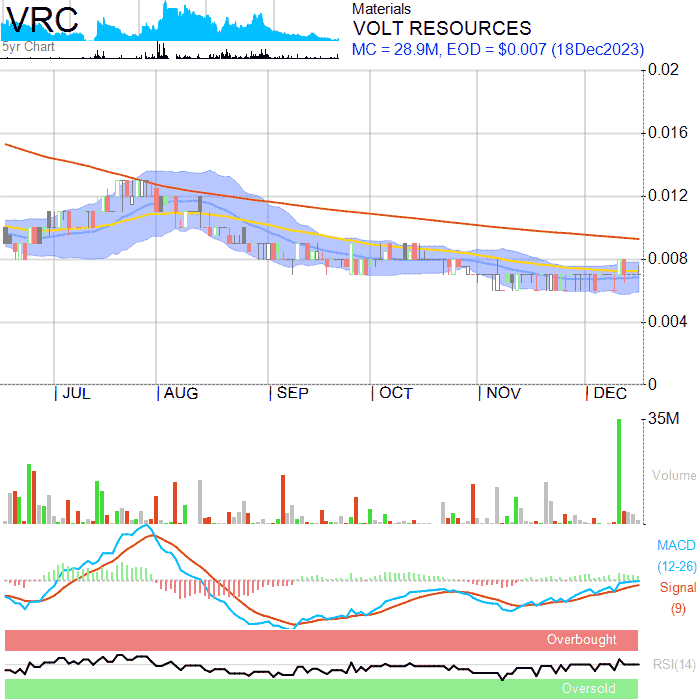 VRC
5yr Chart
Materials
VOLT RESOURCES
MC = 28.9M, EOD = $0.007 (18Dec2023)
0.02
0.016
0.012
0.008
0.004
0
JUL AUG SEP OCT NOV DEC
35M
Volume
MACD
(12-26)
Signal
(9)
Overbought
RSI(14)
Oversold